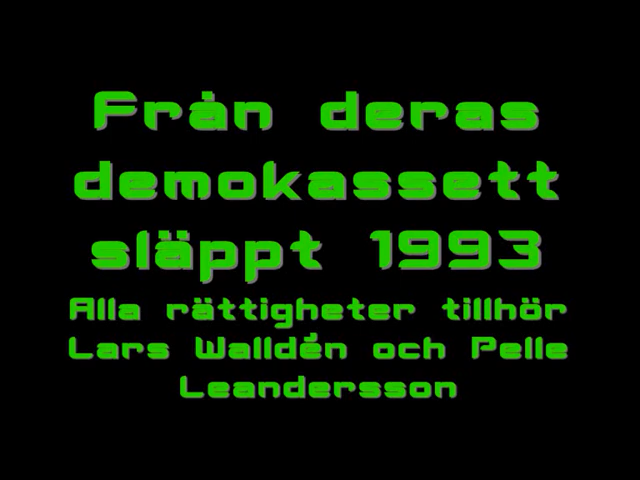 Från deras
demokassett
släppt 1993
Alla rättigheter tillhör
Lars Walldén och Pelle
Leandersson